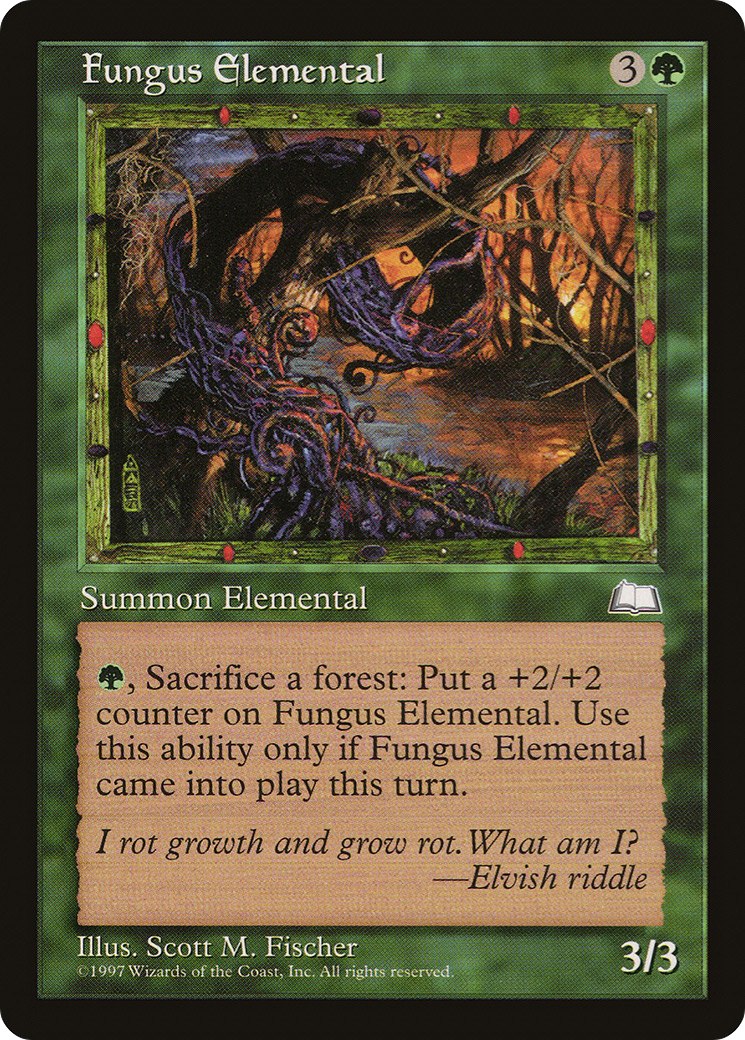 Fungus Elemental 3
Summon Elemental
, Sacrifice a forest: Put a +2/+2
counter on Fungus Elemental. Use
this ability only if Fungus Elemental
came into play this turn.
I rot growth and grow rot. What am I?
—Elvish riddle
Illus. Scott M. Fischer
©1997 Wizards of the Coast, Inc. All rights reserved.
3/3